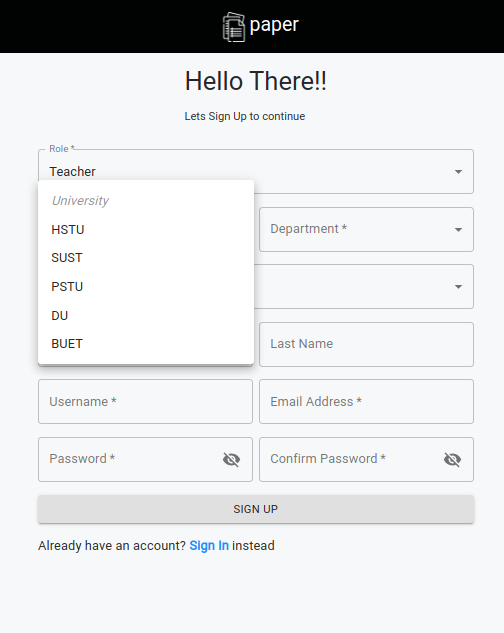 paper
Hello There!!
Lets Sign Up to continue
Role *
Teacher
University
HSTU
SUST
PSTU
DU
BUET
Department *
Last Name
Username *
Email Address *
Password *
Confirm Password *
SIGN UP
Already have an account? Sign In instead